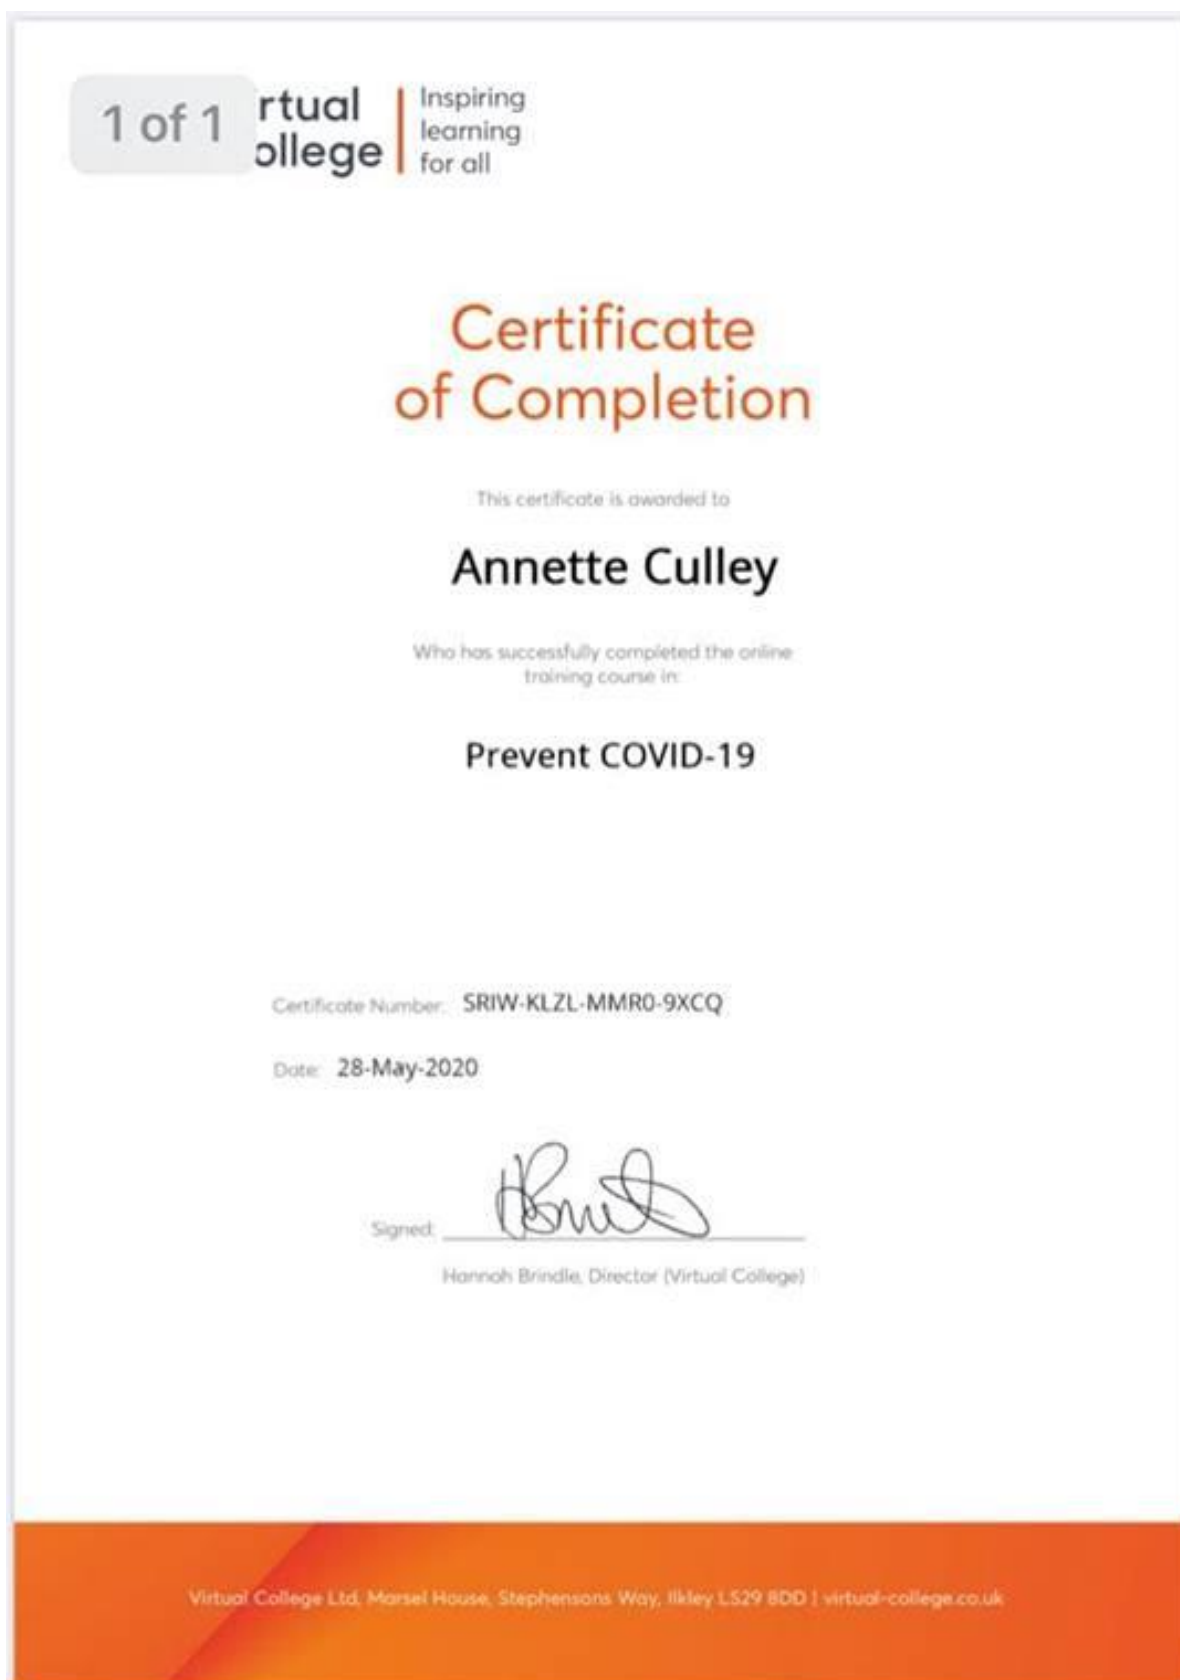 1 of 1
rtual
ollege
Inspiring
learning
for all
Certificate
of Completion
This certificate is awarded to
Annette Culley
Who has successfully completed the online
training course in:
Prevent COVID-19
Certificate Number: SRIW-KLZL-MMR0-9XCQ
Date: 28-May-2020
Signed:
Hannah Brindle, Director (Virtual College)
Virtual College Ltd, Marsel House, Stephensons Way, Ilkley LS29 8DD | virtual-college.co.uk